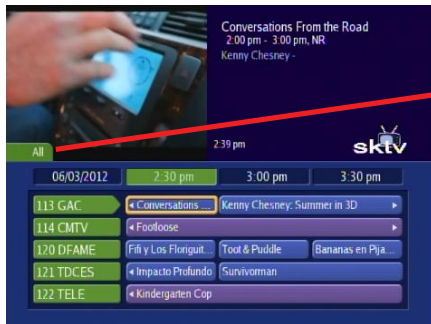 Conversations From the Road
2:00 pm - 3:00 pm, NR
Kenny Chesney -
All
2:39 pm
sktv
06/03/2012 2:30 pm 3:00 pm 3:30 pm
113 GAC Conversations ... Kenny Chesney: Summer in 3D
114 CMTV Footloose
120 DFAME Fifi y Los Floriguit... Toot & Puddle Bananas en Pija...
121 TDCES Impacto Profundo Survivorman
122 TELE Kindergarten Cop